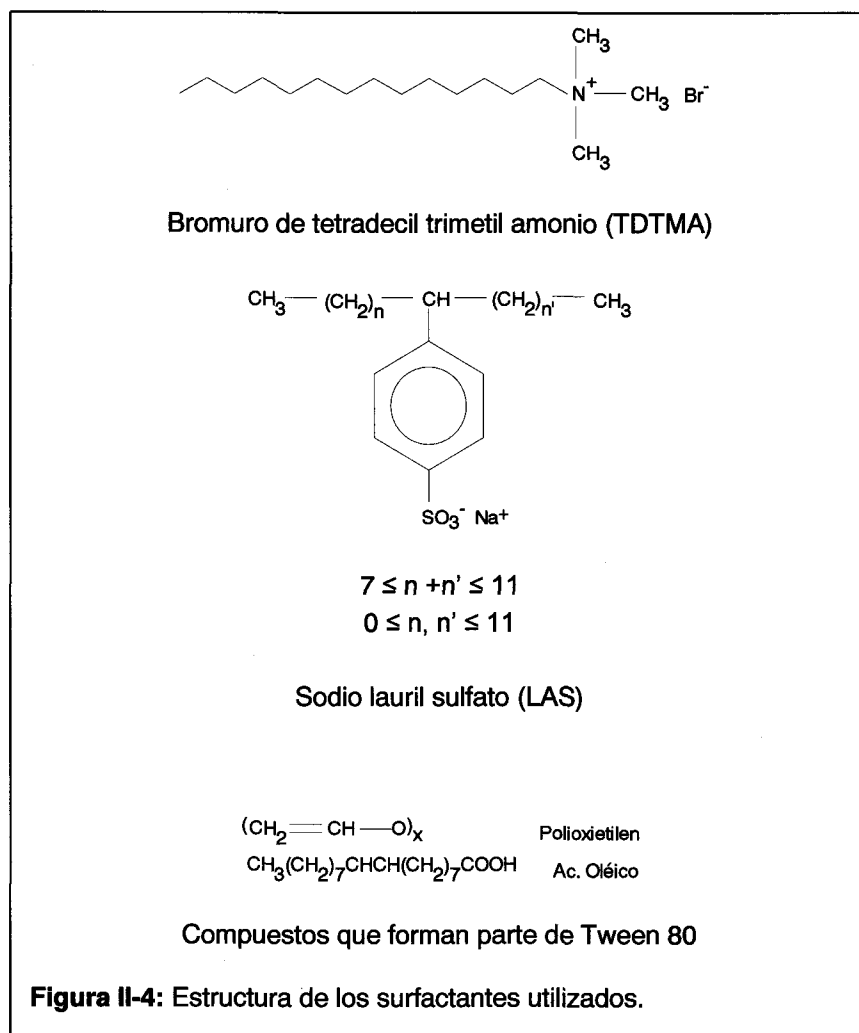 CH₃
N⁺ — CH₃ Br⁻
CH₃
Bromuro de tetradecil trimetil amonio (TDTMA)
CH₃ — (CH₂)n — CH — (CH₂)n' — CH₃
SO₃⁻ Na⁺
7 ≤ n +n' ≤ 11
0 ≤ n, n' ≤ 11
Sodio lauril sulfato (LAS)
(CH₂ ═ CH — O)x Polioxietilen
CH₃(CH₂)₇CHCH(CH₂)₇COOH Ac. Oléico
Compuestos que forman parte de Tween 80
Figura II-4: Estructura de los surfactantes utilizados.